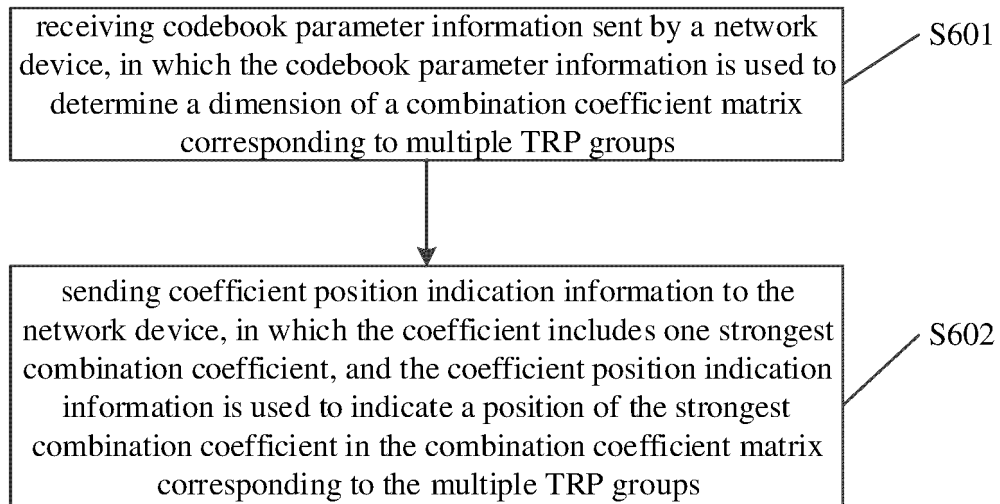 receiving codebook parameter information sent by a network
device, in which the codebook parameter information is used to
determine a dimension of a combination coefficient matrix
corresponding to multiple TRP groups
S601
sending coefficient position indication information to the
network device, in which the coefficient includes one strongest
combination coefficient, and the coefficient position indication
information is used to indicate a position of the strongest
combination coefficient in the combination coefficient matrix
corresponding to the multiple TRP groups
S602